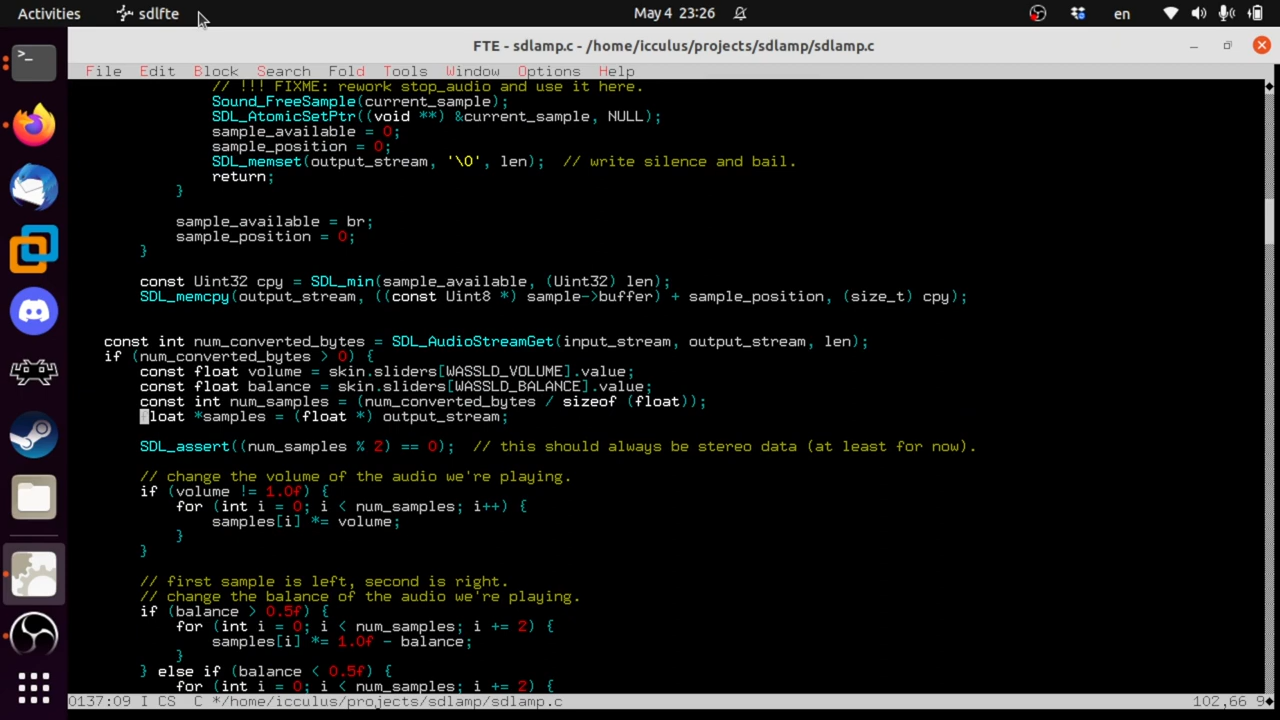 Activities sdlfte May 4 23:26 en
FTE - sdlamp.c - /home/icculus/projects/sdlamp/sdlamp.c
File Edit Block Search Fold Tools Window Options Help
// !!! FIXME: rework stop_audio and use it here.
Sound_FreeSample(current_sample);
SDL_AtomicSetPtr((void **) &current_sample, NULL);
sample_available = 0;
sample_position = 0;
SDL_memset(output_stream, '\0', len);  // write silence and bail.
return;
}
sample_available = br;
sample_position = 0;
}
const Uint32 cpy = SDL_min(sample_available, (Uint32) len);
SDL_memcpy(output_stream, ((const Uint8 *) sample->buffer) + sample_position, (size_t) cpy);
const int num_converted_bytes = SDL_AudioStreamGet(input_stream, output_stream, len);
if (num_converted_bytes > 0) {
const float volume = skin.sliders[WASSLD_VOLUME].value;
const float balance = skin.sliders[WASSLD_BALANCE].value;
const int num_samples = (num_converted_bytes / sizeof (float));
float *samples = (float *) output_stream;
SDL_assert((num_samples % 2) == 0);  // this should always be stereo data (at least for now).
// change the volume of the audio we're playing.
if (volume != 1.0f) {
for (int i = 0; i < num_samples; i++) {
samples[i] *= volume;
}
}
// first sample is left, second is right.
// change the balance of the audio we're playing.
if (balance > 0.5f) {
for (int i = 0; i < num_samples; i += 2) {
samples[i] *= 1.0f - balance;
}
} else if (balance < 0.5f) {
for (int i = 0; i < num_samples; i += 2) {
0137:09 I CS  C */home/icculus/projects/sdlamp/sdlamp.c 102,66 9